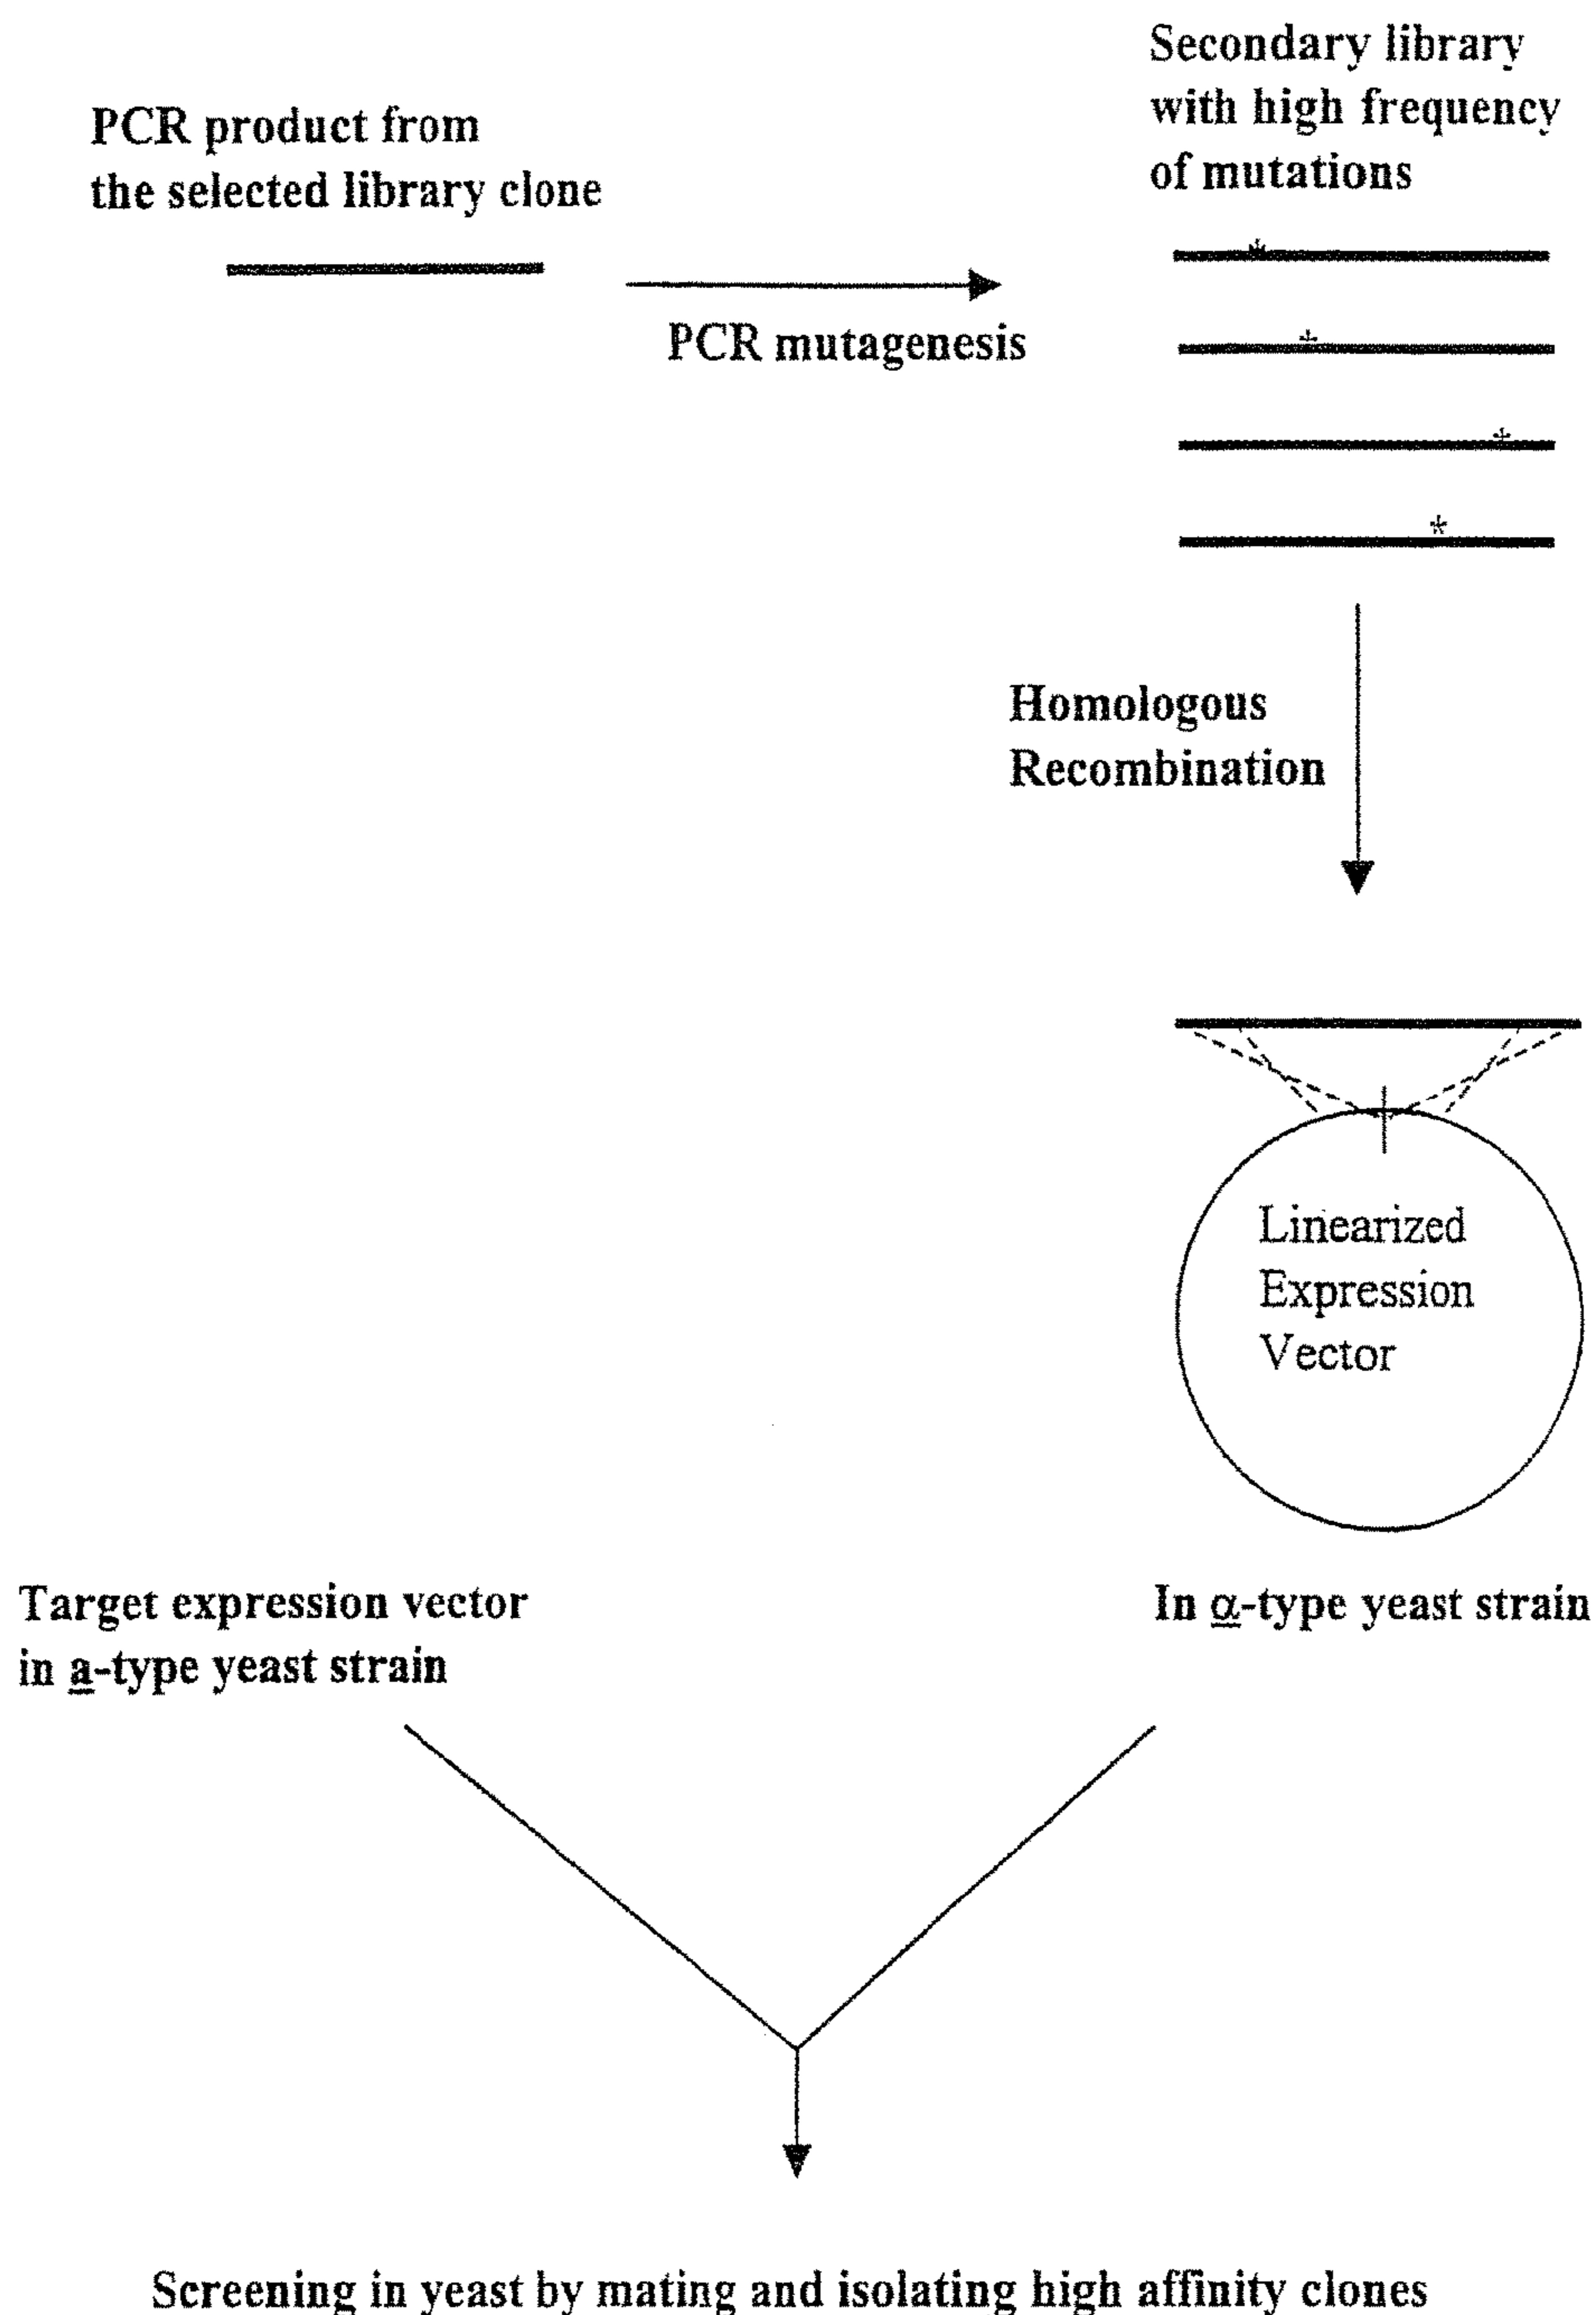 PCR product from
the selected library clone
PCR mutagenesis
Secondary library
with high frequency
of mutations
Homologous
Recombination
Linearized
Expression
Vector
Target expression vector
in a-type yeast strain
In α-type yeast strain
Screening in yeast by mating and isolating high affinity clones